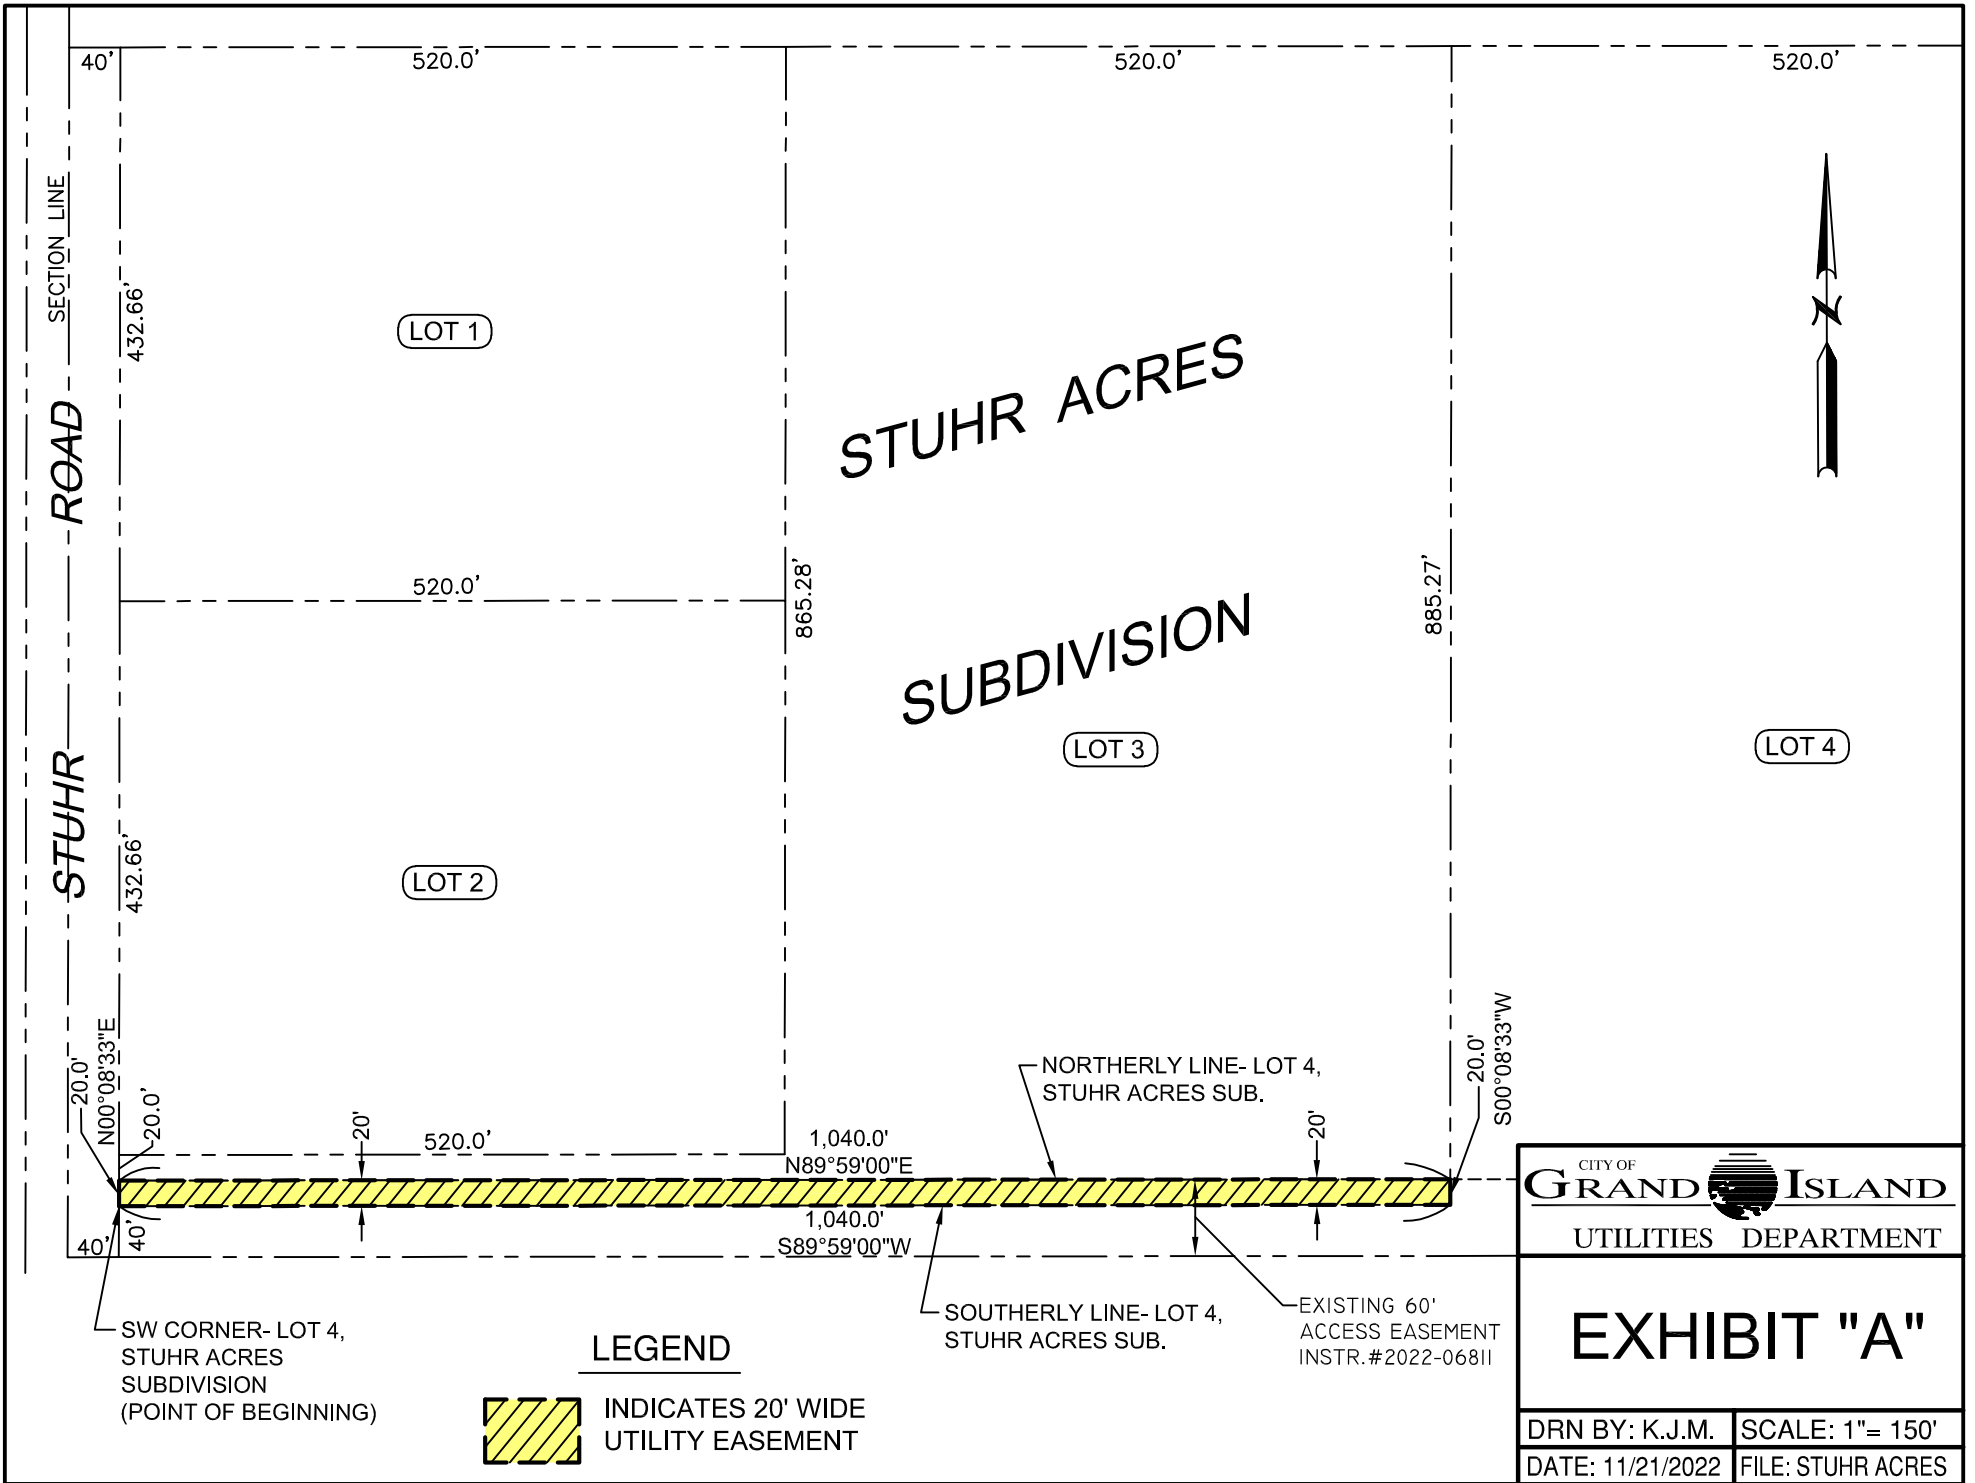 40'
520.0'
520.0'
520.0'
SECTION LINE
432.66'
LOT 1
STUHR ACRES
STUHR ROAD
520.0'
865.28'
885.27'
SUBDIVISION
LOT 3
LOT 4
432.66'
LOT 2
20.0'
N00°08'33"E
20.0'
20'
520.0'
1,040.0'
N89°59'00"E
NORTHERLY LINE- LOT 4,
STUHR ACRES SUB.
20'
20.0'
S00°08'33"W
40'
40'
1,040.0'
S89°59'00"W
SW CORNER- LOT 4,
STUHR ACRES
SUBDIVISION
(POINT OF BEGINNING)
SOUTHERLY LINE- LOT 4,
STUHR ACRES SUB.
EXISTING 60'
ACCESS EASEMENT
INSTR.#2022-06811
LEGEND
INDICATES 20' WIDE
UTILITY EASEMENT
N
CITY OF
GRAND ISLAND
UTILITIES DEPARTMENT
EXHIBIT "A"
DRN BY: K.J.M.
SCALE: 1"= 150'
DATE: 11/21/2022
FILE: STUHR ACRES